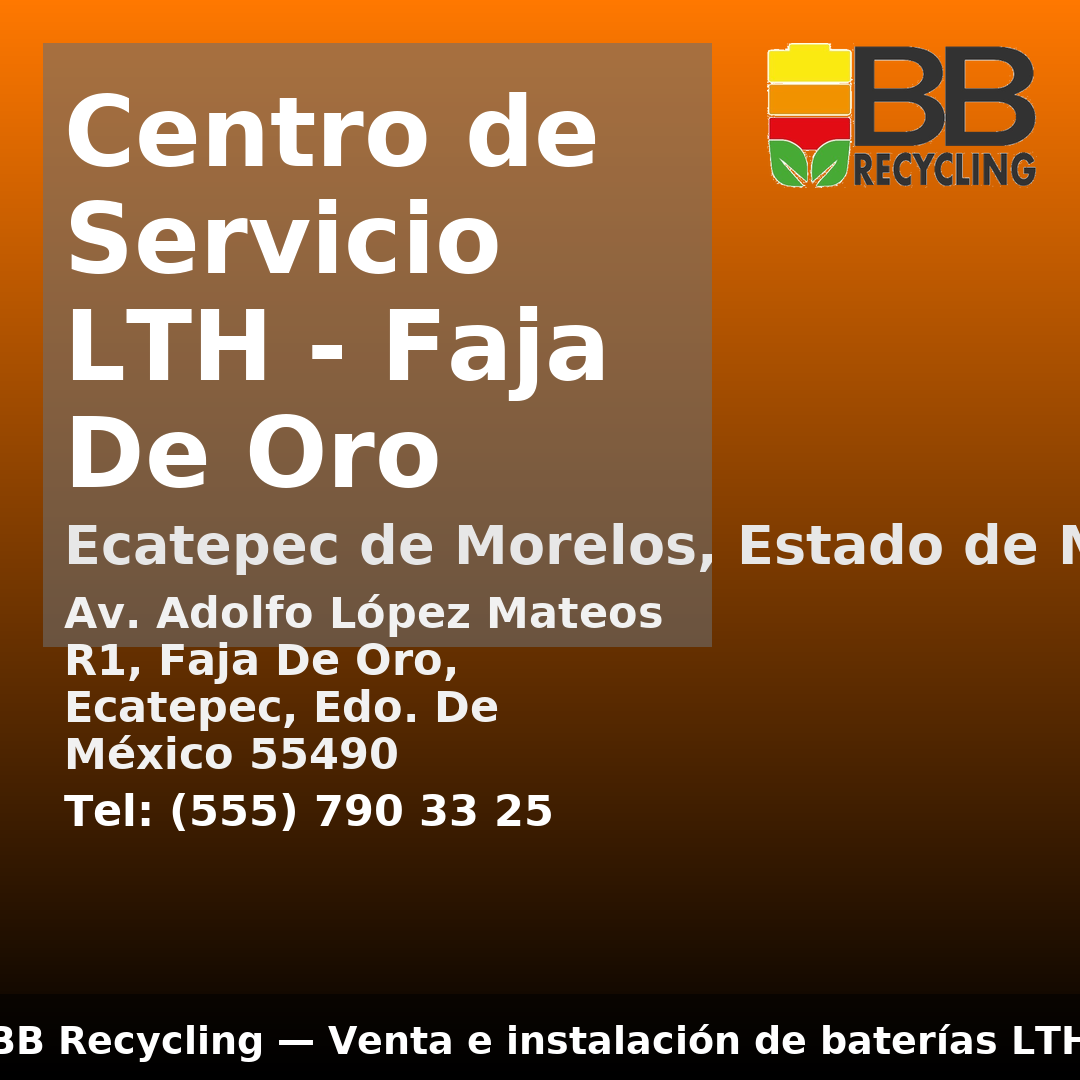 Centro de
Servicio
LTH - Faja
De Oro
BB
RECYCLING
Ecatepec de Morelos, Estado de
Av. Adolfo López Mateos
R1, Faja De Oro,
Ecatepec, Edo. De
México 55490
Tel: (555) 790 33 25
BB Recycling — Venta e instalación de baterías LTH